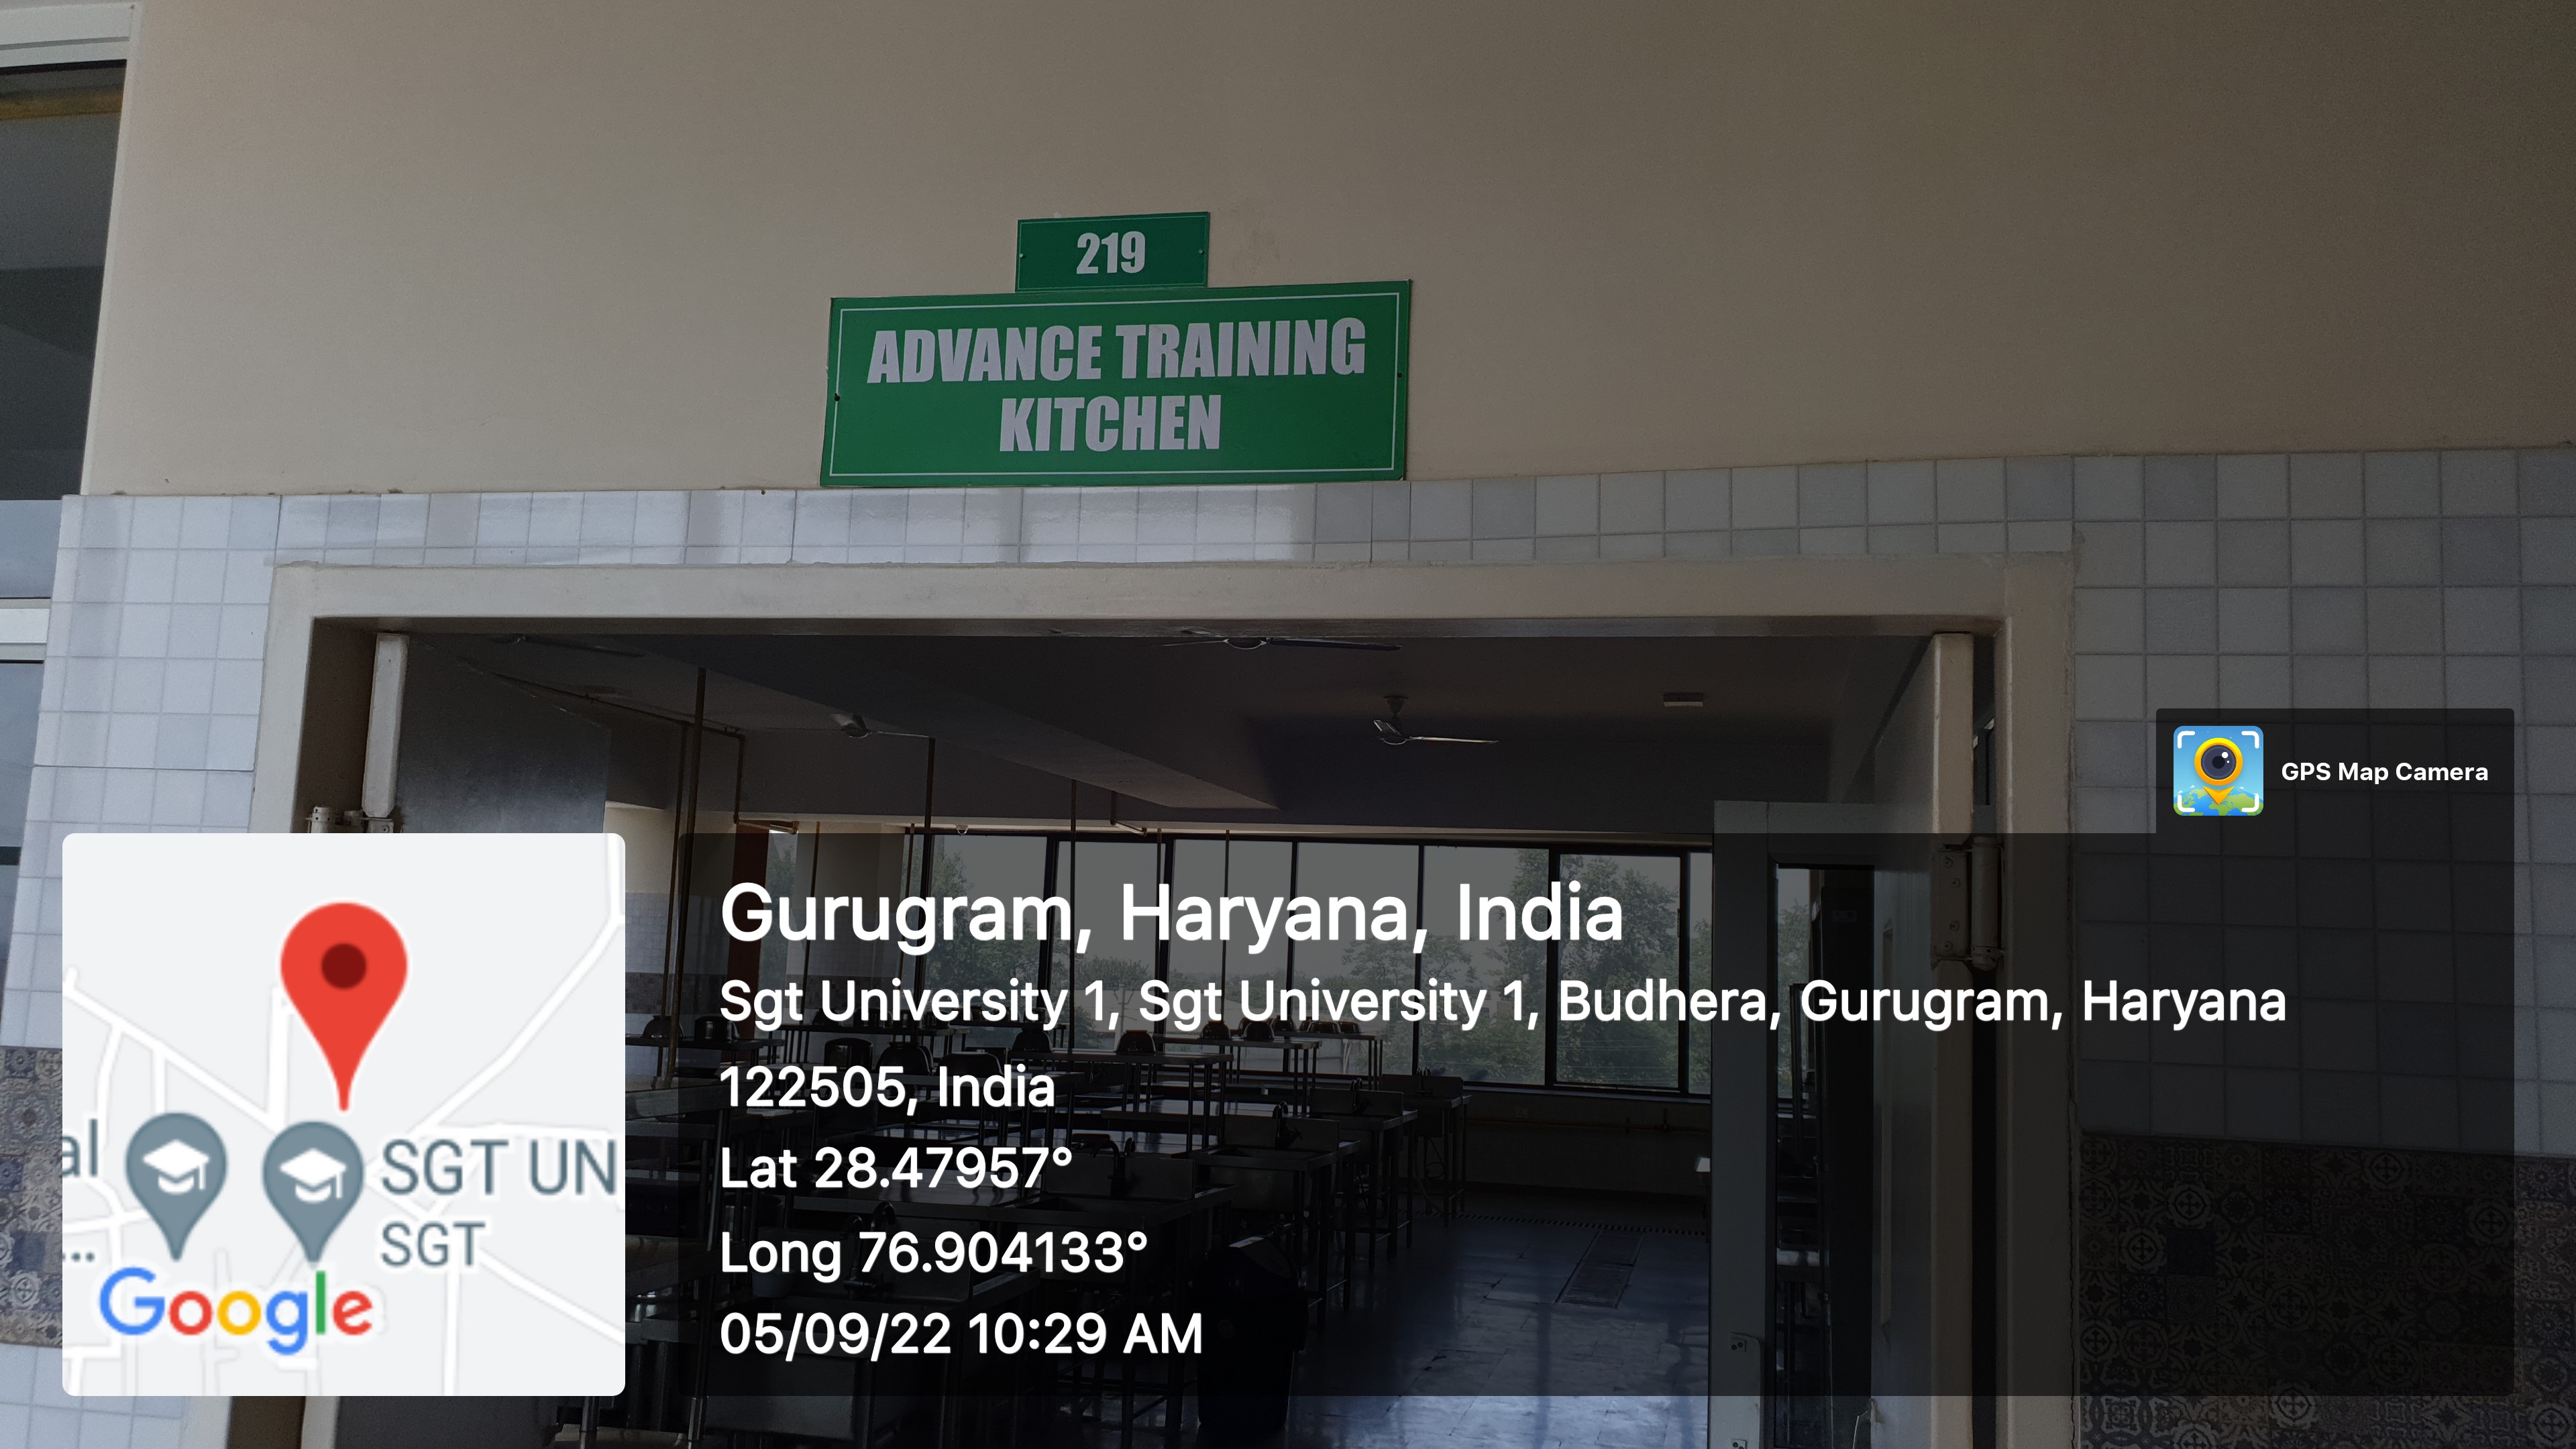 219
ADVANCE TRAINING
KITCHEN
GPS Map Camera
Gurugram, Haryana, India
Sgt University 1, Sgt University 1, Budhera, Gurugram, Haryana
122505, India
Lat 28.47957°
Long 76.904133°
05/09/22 10:29 AM
al
SGT UN
SGT
...
Google